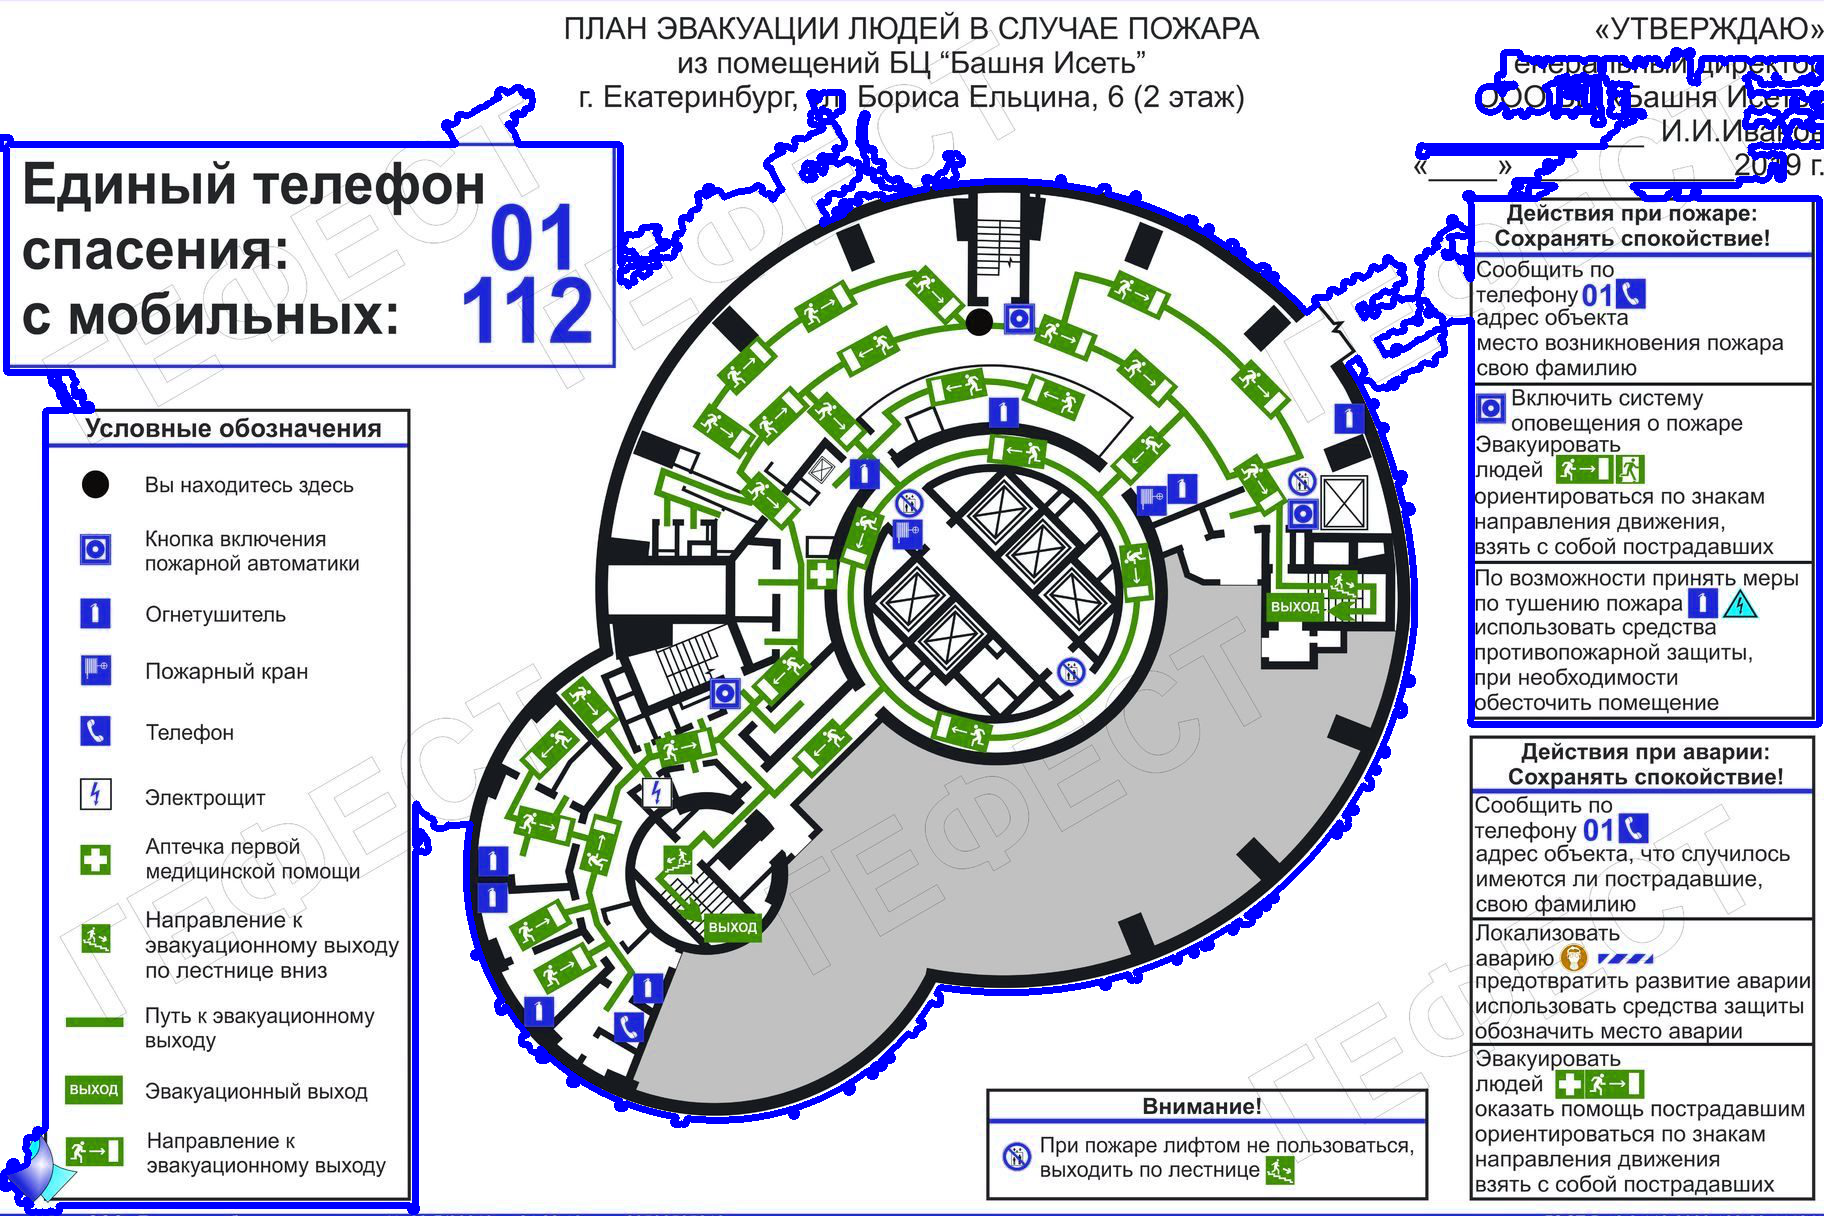 ПЛАН ЭВАКУАЦИИ ЛЮДЕЙ В СЛУЧАЕ ПОЖАРА
из помещений БЦ “Башня Исеть”
г. Екатеринбург, Бориса Ельцина, 6 (2 этаж)
«УТВЕРЖДАЮ»
ООО «Башня Исеть»
И.И.Иванов
«____» 2019 г.
Единый телефон
спасения: 01
с мобильных: 112
Условные обозначения
Вы находитесь здесь
Кнопка включения
пожарной автоматики
Огнетушитель
Пожарный кран
Телефон
Электрощит
Аптечка первой
медицинской помощи
Направление к
эвакуационному выходу
по лестнице вниз
Путь к эвакуационному
выходу
ВЫХОД Эвакуационный выход
Направление к
эвакуационному выходу
ВЫХОД
ВЫХОД
Внимание!
При пожаре лифтом не пользоваться,
выходить по лестнице
Действия при пожаре:
Сохранять спокойствие!
Сообщить по
телефону 01
адрес объекта
место возникновения пожара
свою фамилию
Включить систему
оповещения о пожаре
Эвакуировать
людей
ориентироваться по знакам
направления движения,
взять с собой пострадавших
По возможности принять меры
по тушению пожара
использовать средства
противопожарной защиты,
при необходимости
обесточить помещение
Действия при аварии:
Сохранять спокойствие!
Сообщить по
телефону 01
адрес объекта, что случилось
имеются ли пострадавшие,
свою фамилию
Локализовать
аварию
предотвратить развитие аварии
использовать средства защиты
обозначить место аварии
Эвакуировать
людей
оказать помощь пострадавшим
ориентироваться по знакам
направления движения
взять с собой пострадавших
ГЕФЕСТ
ГЕФЕСТ
ГЕФЕСТ
ГЕФЕСТ
ГЕФЕСТ
ГЕФЕСТ